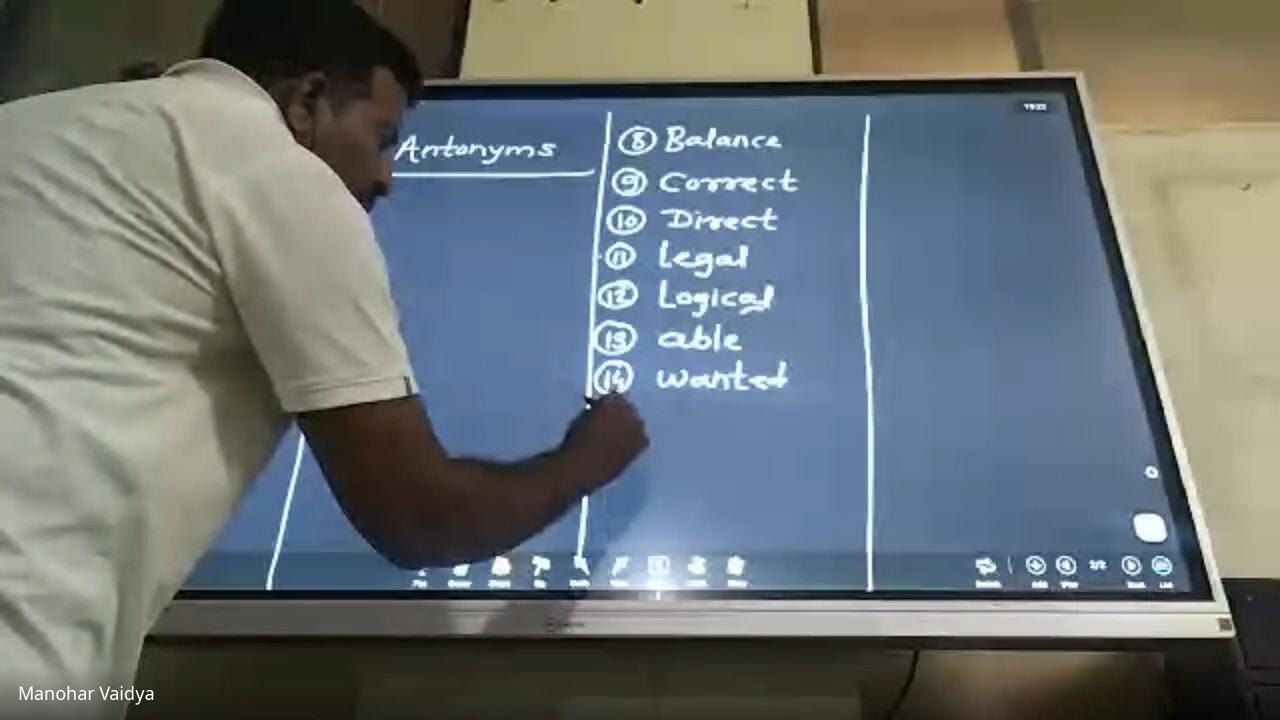 Antonyms
8 Balance
9 Correct
10 Direct
11 Legal
12 Logical
13 able
14 wanted
Manohar Vaidya